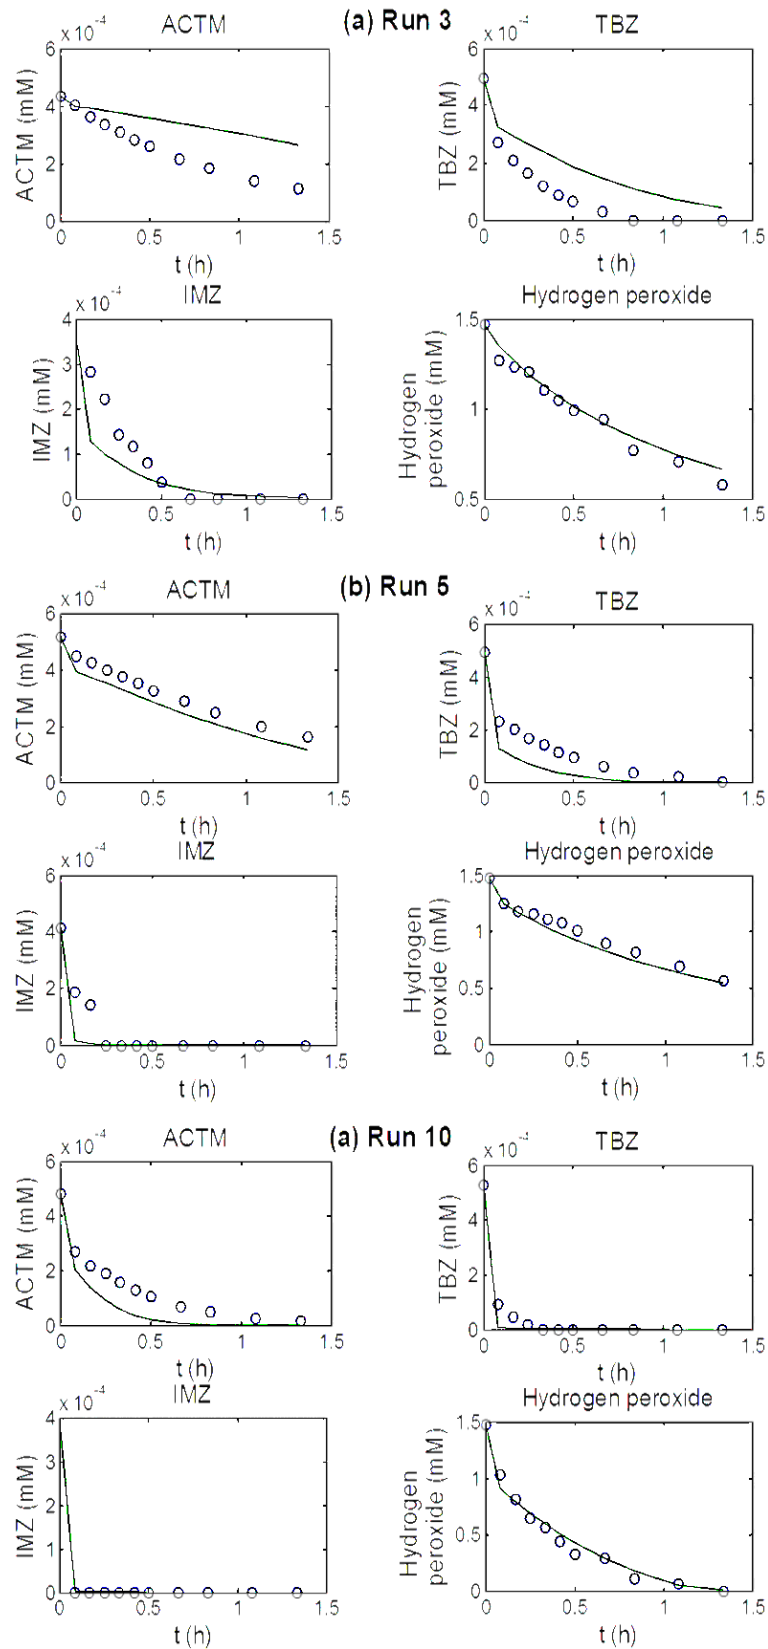 (a) Run 3
ACTM
x 10⁻⁴
6
4
2
0
0 0.5 1 1.5
ACTM (mM)
t (h)
TBZ
x 10⁻⁴
6
4
2
0
0 0.5 1 1.5
TBZ (mM)
t (h)
IMZ
x 10⁻⁴
4
3
2
1
0
0 0.5 1 1.5
IMZ (mM)
t (h)
Hydrogen peroxide
1.5
1
0.5
0 0.5 1 1.5
Hydrogen
peroxide (mM)
t (h)
(b) Run 5
ACTM
x 10⁻⁴
6
4
2
0
0 0.5 1 1.5
ACTM (mM)
t (h)
TBZ
x 10⁻⁴
6
4
2
0
0 0.5 1 1.5
TBZ (mM)
t (h)
IMZ
x 10⁻⁴
6
4
2
0
0 0.5 1 1.5
IMZ (mM)
t (h)
Hydrogen peroxide
1.5
1
0.5
0
0 0.5 1 1.5
Hydrogen
peroxide (mM)
t (h)
(a) Run 10
ACTM
x 10⁻⁴
6
4
2
0
0 0.5 1 1.5
ACTM (mM)
t (h)
TBZ
x 10⁻⁴
6
4
2
0
0 0.5 1 1.5
TBZ (mM)
t (h)
IMZ
x 10⁻⁴
4
3
2
1
0
0 0.5 1 1.5
IMZ (mM)
t (h)
Hydrogen peroxide
1.5
1
0.5
0
0 0.5 1 1.5
Hydrogen
peroxide (mM)
t (h)